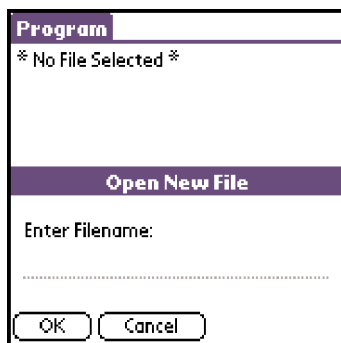 Program
* No File Selected *
Open New File
Enter Filename:
OK Cancel